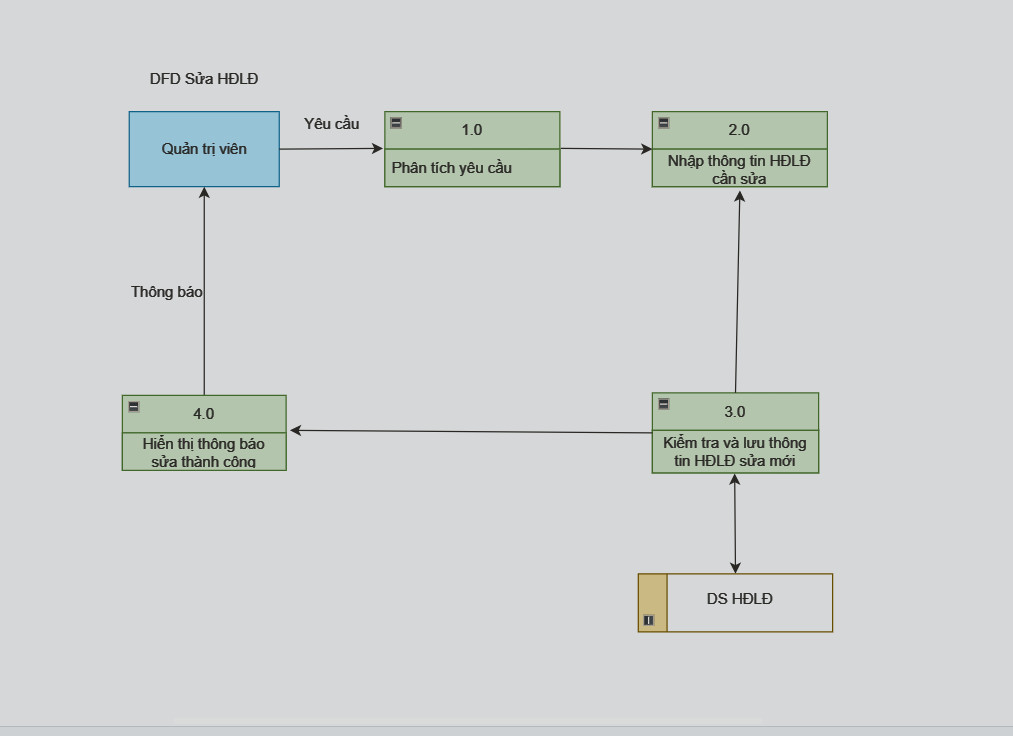 DFD Sửa HĐLĐ
Quản trị viên
Yêu cầu
1.0
Phân tích yêu cầu
2.0
Nhập thông tin HĐLĐ
cần sửa
Thông báo
4.0
Hiển thị thông báo
sửa thành công
3.0
Kiểm tra và lưu thông
tin HĐLĐ sửa mới
DS HĐLĐ